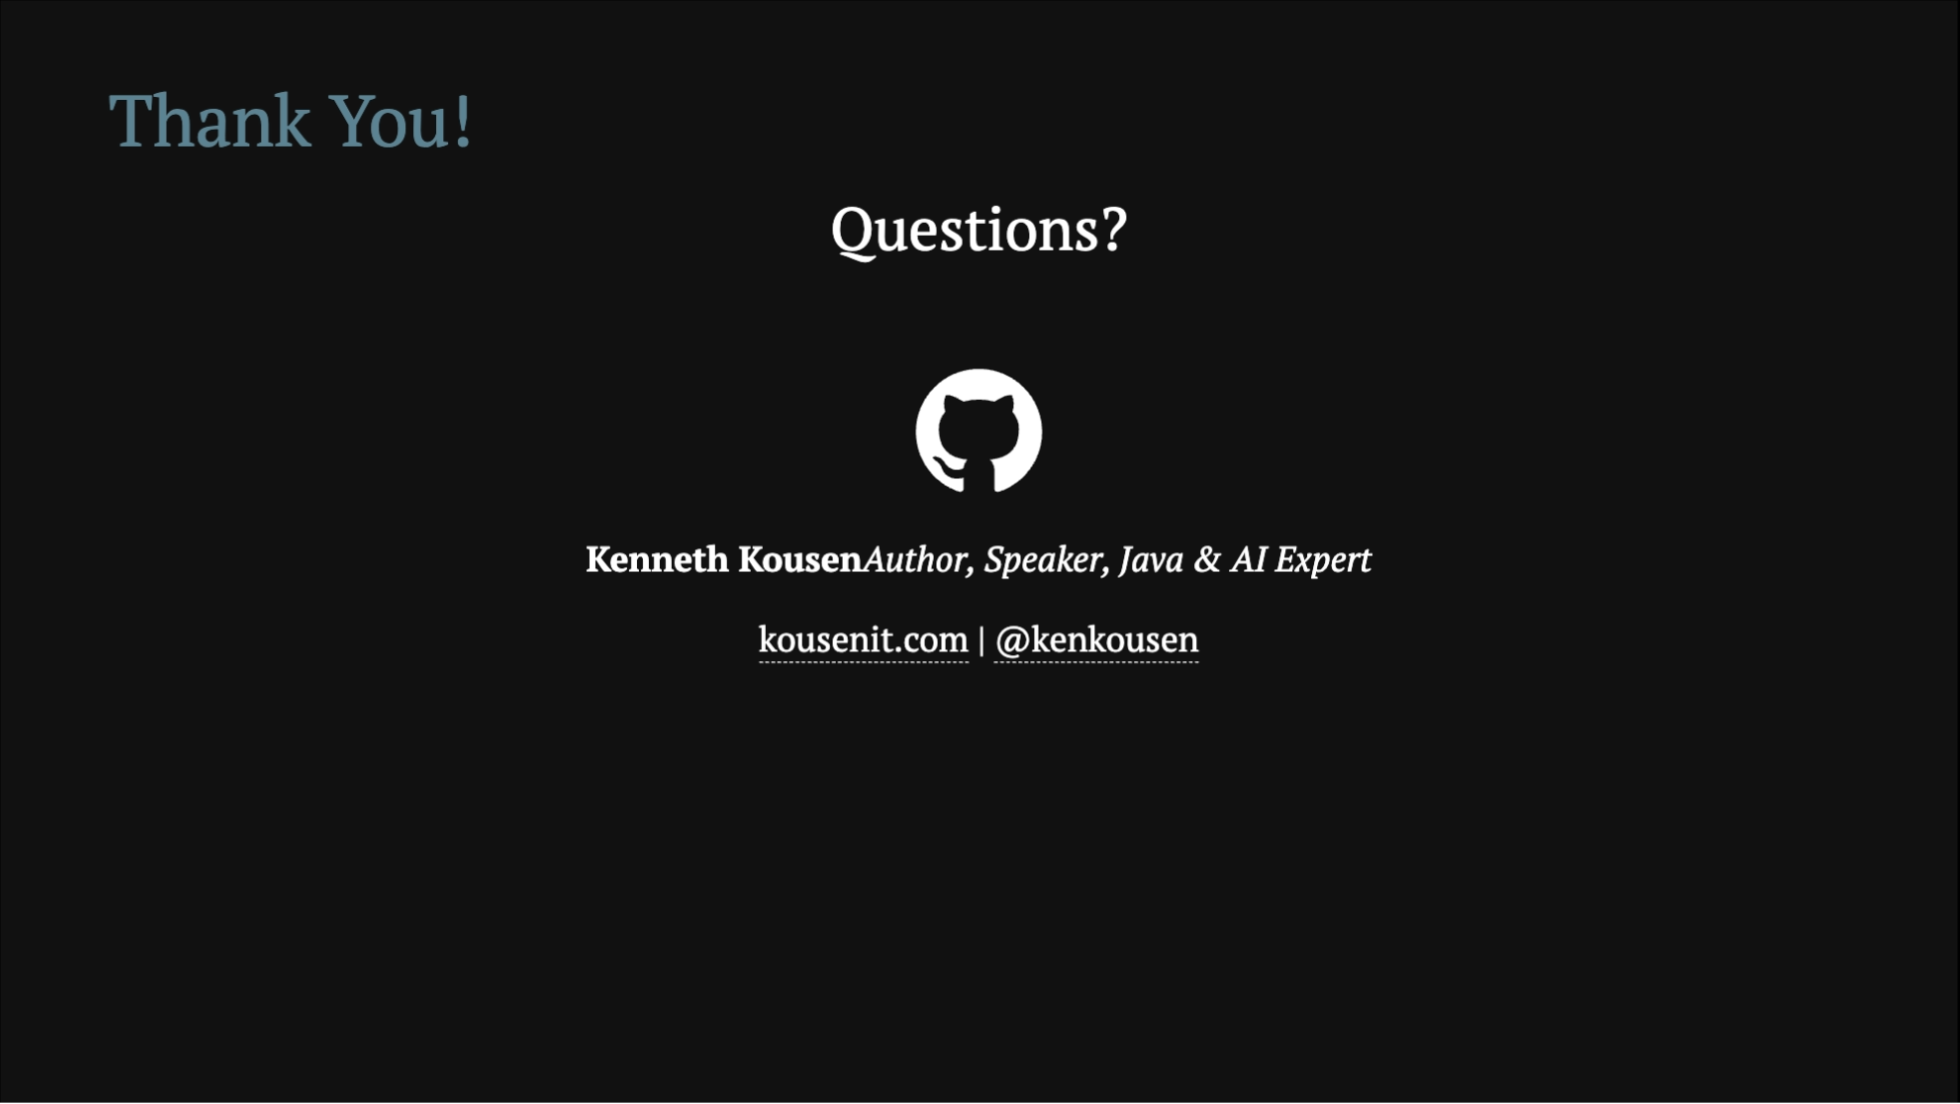 Thank You!
Questions?
Kenneth KousenAuthor, Speaker, Java & AI Expert
kousenit.com | @kenkousen